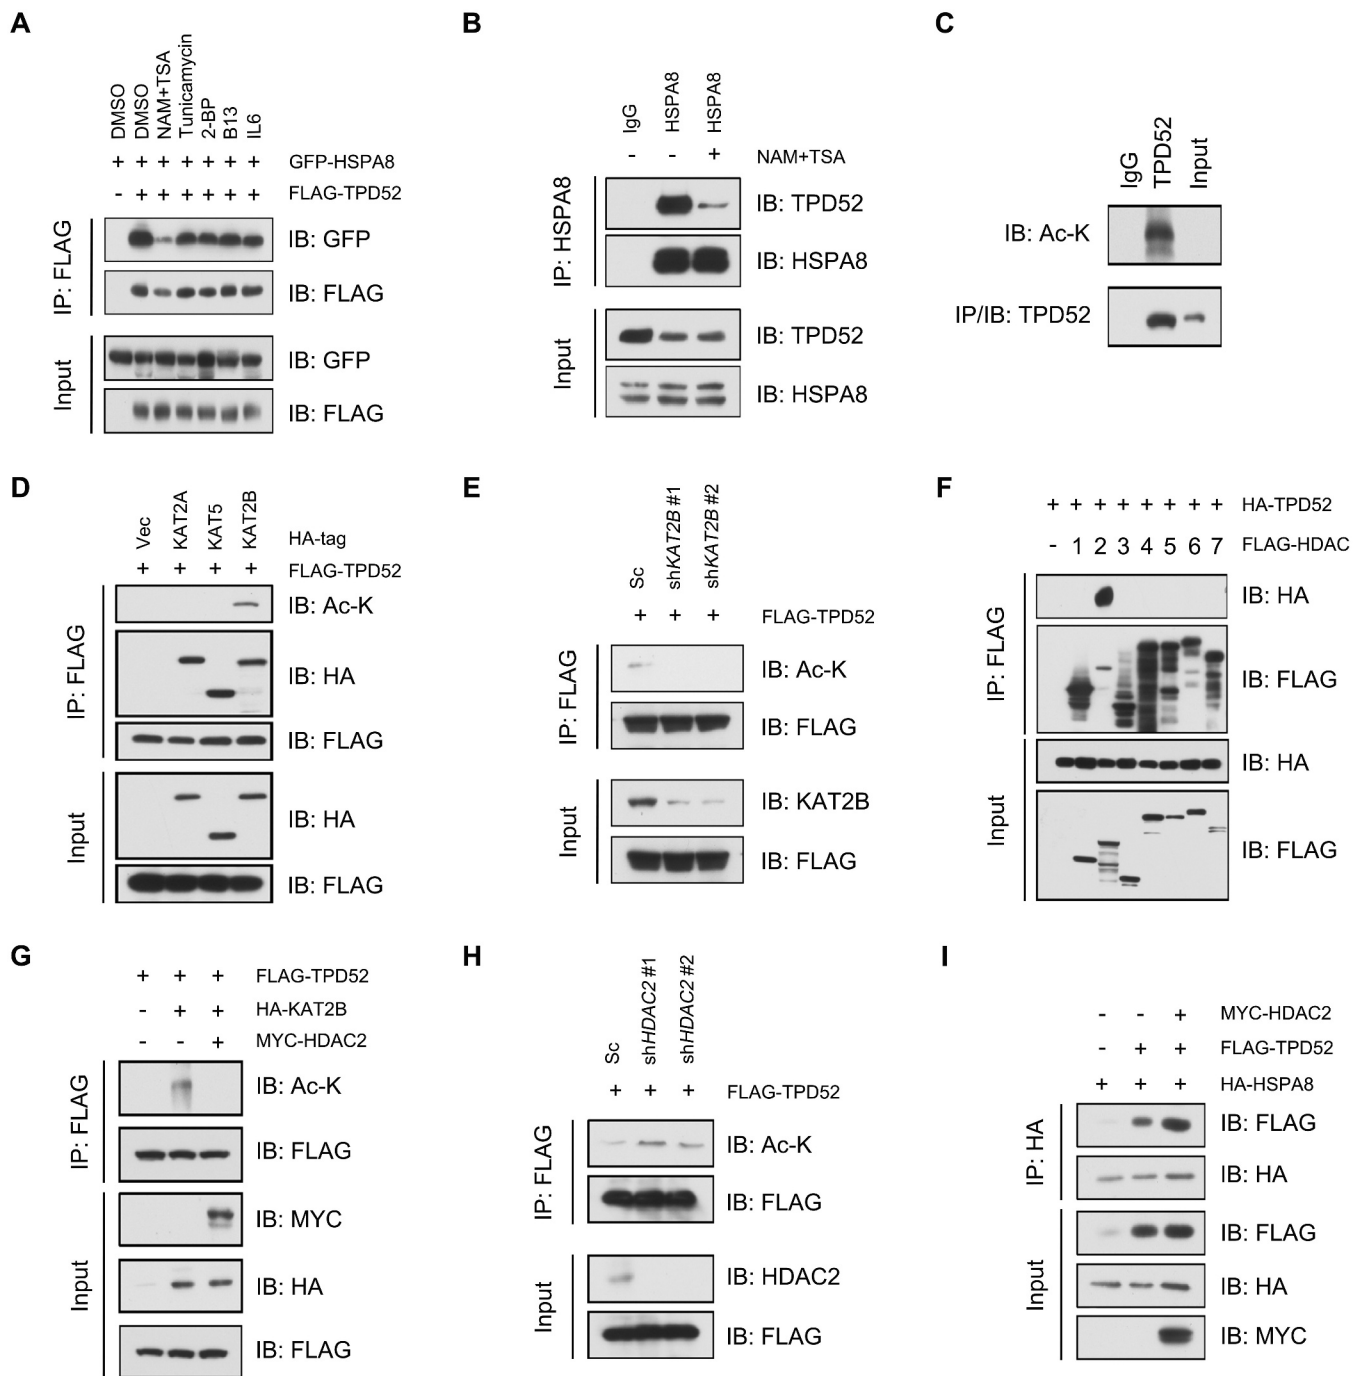 A
DMSO
DMSO
NAM+TSA
Tunicamycin
2-BP
B13
IL6
+ + + + + + + GFP-HSPA8
- + + + + + + FLAG-TPD52
IP: FLAG
IB: GFP
IB: FLAG
Input
IB: GFP
IB: FLAG
B
IgG
HSPA8
HSPA8
- - + NAM+TSA
IP: HSPA8
IB: TPD52
IB: HSPA8
Input
IB: TPD52
IB: HSPA8
C
IgG
TPD52
Input
IB: Ac-K
IP/IB: TPD52
D
Vec
KAT2A
KAT5
KAT2B
HA-tag
+ + + + FLAG-TPD52
IP: FLAG
IB: Ac-K
IB: HA
IB: FLAG
Input
IB: HA
IB: FLAG
E
Sc
shKAT2B #1
shKAT2B #2
+ + + FLAG-TPD52
IP: FLAG
IB: Ac-K
IB: FLAG
Input
IB: KAT2B
IB: FLAG
F
+ + + + + + + + HA-TPD52
- 1 2 3 4 5 6 7 FLAG-HDAC
IP: FLAG
IB: HA
IB: FLAG
Input
IB: HA
IB: FLAG
G
+ + + FLAG-TPD52
- + + HA-KAT2B
- - + MYC-HDAC2
IP: FLAG
IB: Ac-K
IB: FLAG
Input
IB: MYC
IB: HA
IB: FLAG
H
Sc
shHDAC2 #1
shHDAC2 #2
+ + + FLAG-TPD52
IP: FLAG
IB: Ac-K
IB: FLAG
Input
IB: HDAC2
IB: FLAG
I
- - + MYC-HDAC2
- + + FLAG-TPD52
+ + + HA-HSPA8
IP: HA
IB: FLAG
IB: HA
Input
IB: FLAG
IB: HA
IB: MYC